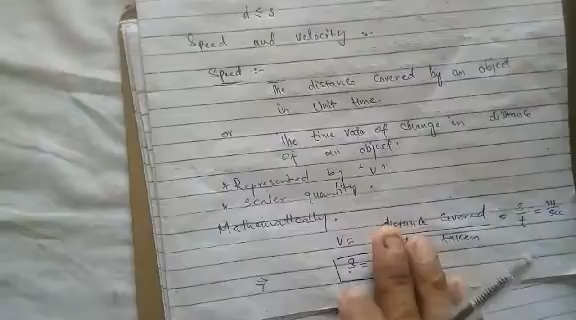 d ≤ s
Speed and velocity :-
Speed :-
The distance covered by an object
in Unit time.
or
The time rate of change in distance
of an object.
* Represented by "v"
* Scaler quantity.
Mathematically.
v = distance covered = s/t = m/sec
taken